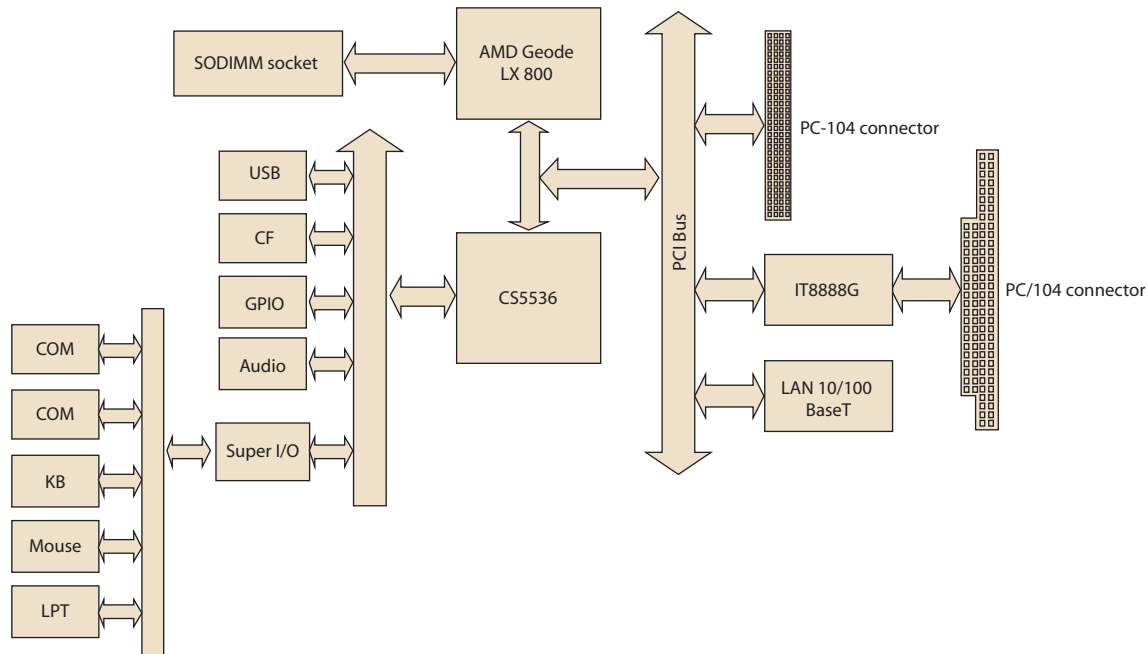 SODIMM socket
AMD Geode
LX 800
PC-104 connector
USB
CF
GPIO
Audio
Super I/O
CS5536
PCI Bus
IT8888G
PC/104 connector
LAN 10/100
BaseT
COM
COM
KB
Mouse
LPT